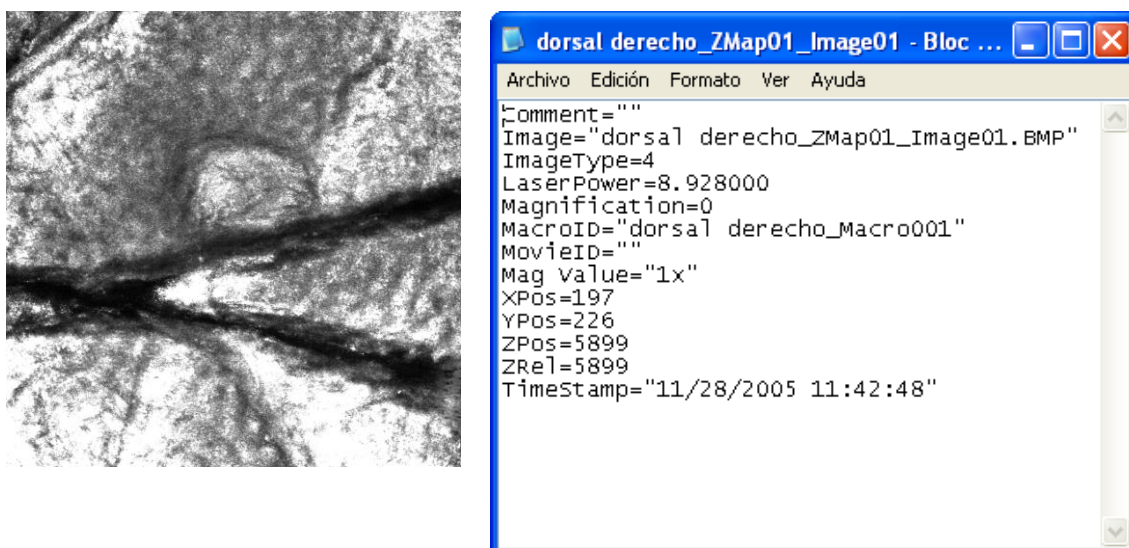 dorsal derecho_ZMap01_Image01 - Bloc ...
Archivo Edición Formato Ver Ayuda
Comment=""
Image="dorsal derecho_ZMap01_Image01.BMP"
ImageType=4
LaserPower=8.928000
Magnification=0
MacroID="dorsal derecho_Macro001"
MovieID=""
Mag Value="1x"
XPos=197
YPos=226
ZPos=5899
ZRel=5899
TimeStamp="11/28/2005 11:42:48"